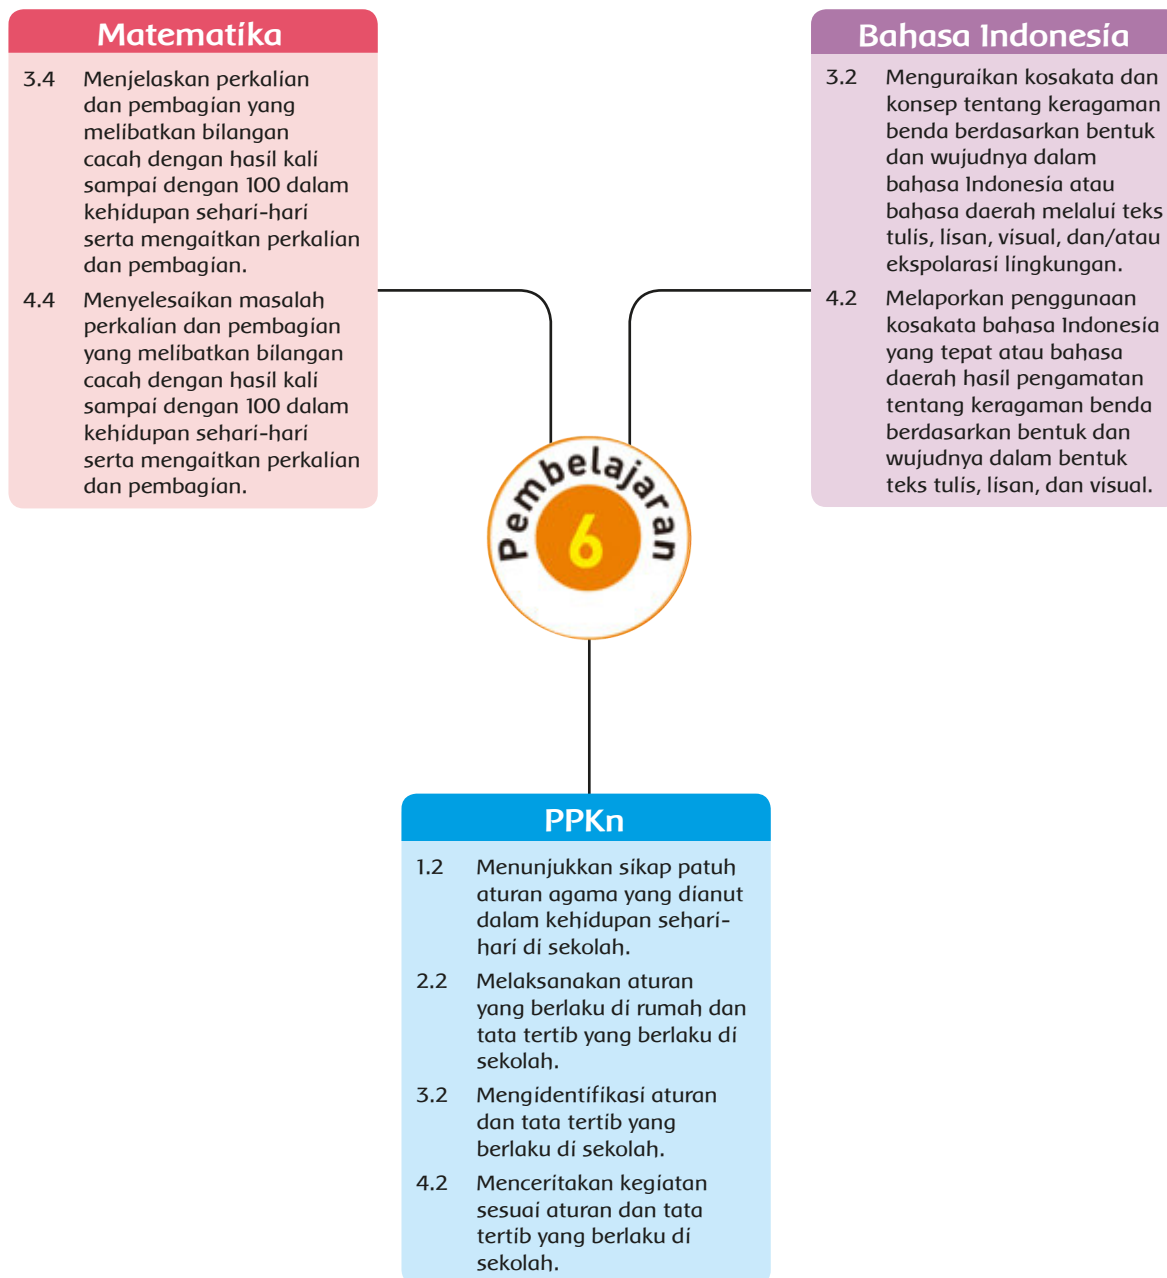 Matematika
3.4 Menjelaskan perkalian
dan pembagian yang
melibatkan bilangan
cacah dengan hasil kali
sampai dengan 100 dalam
kehidupan sehari-hari
serta mengaitkan perkalian
dan pembagian.
4.4 Menyelesaikan masalah
perkalian dan pembagian
yang melibatkan bilangan
cacah dengan hasil kali
sampai dengan 100 dalam
kehidupan sehari-hari
serta mengaitkan perkalian
dan pembagian.
Bahasa Indonesia
3.2 Menguraikan kosakata dan
konsep tentang keragaman
benda berdasarkan bentuk
dan wujudnya dalam
bahasa Indonesia atau
bahasa daerah melalui teks
tulis, lisan, visual, dan/atau
ekspolarasi lingkungan.
4.2 Melaporkan penggunaan
kosakata bahasa Indonesia
yang tepat atau bahasa
daerah hasil pengamatan
tentang keragaman benda
berdasarkan bentuk dan
wujudnya dalam bentuk
teks tulis, lisan, dan visual.
Pembelajaran
6
PPKn
1.2 Menunjukkan sikap patuh
aturan agama yang dianut
dalam kehidupan sehari-
hari di sekolah.
2.2 Melaksanakan aturan
yang berlaku di rumah dan
tata tertib yang berlaku di
sekolah.
3.2 Mengidentifikasi aturan
dan tata tertib yang
berlaku di sekolah.
4.2 Menceritakan kegiatan
sesuai aturan dan tata
tertib yang berlaku di
sekolah.